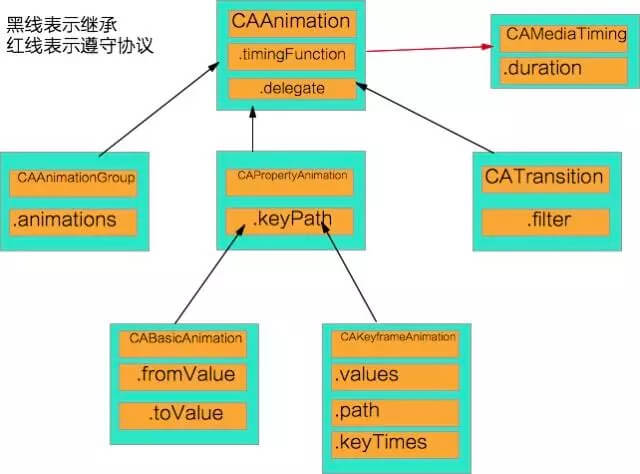 黑线表示继承
红线表示遵守协议
CAAnimation
.timingFunction
.delegate
CAMediaTiming
.duration
CAAnimationGroup
.animations
CAPropertyAnimation
.keyPath
CATransition
.filter
CABasicAnimation
.fromValue
.toValue
CAKeyframeAnimation
.values
.path
.keyTimes